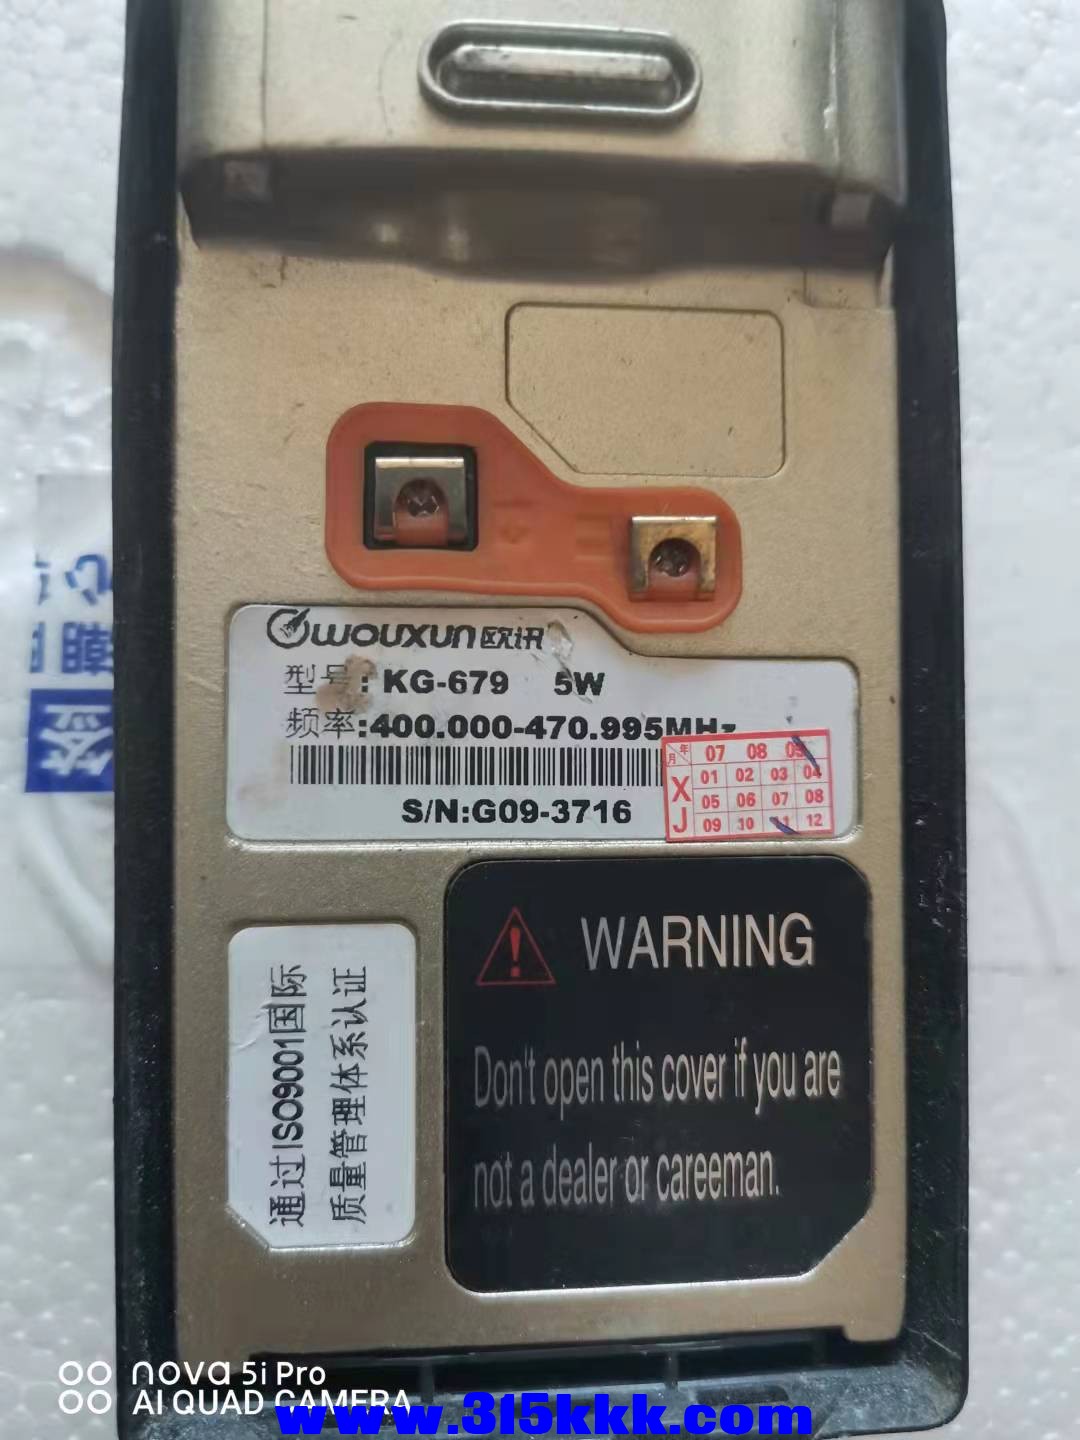 WOUXUN欧讯
型号: KG-679 5W
频率:400.000-470.995MHz
S/N:G09-3716
年 07 08 09
月
XJ
01 02 03 04
05 06 07 08
09 10 11 12
WARNING
Don't open this cover if you are
not a dealer or careeman.
通过ISO9001国际
质量管理体系认证
nova 5i Pro
AI QUAD CAMERA
www.315kkk.com